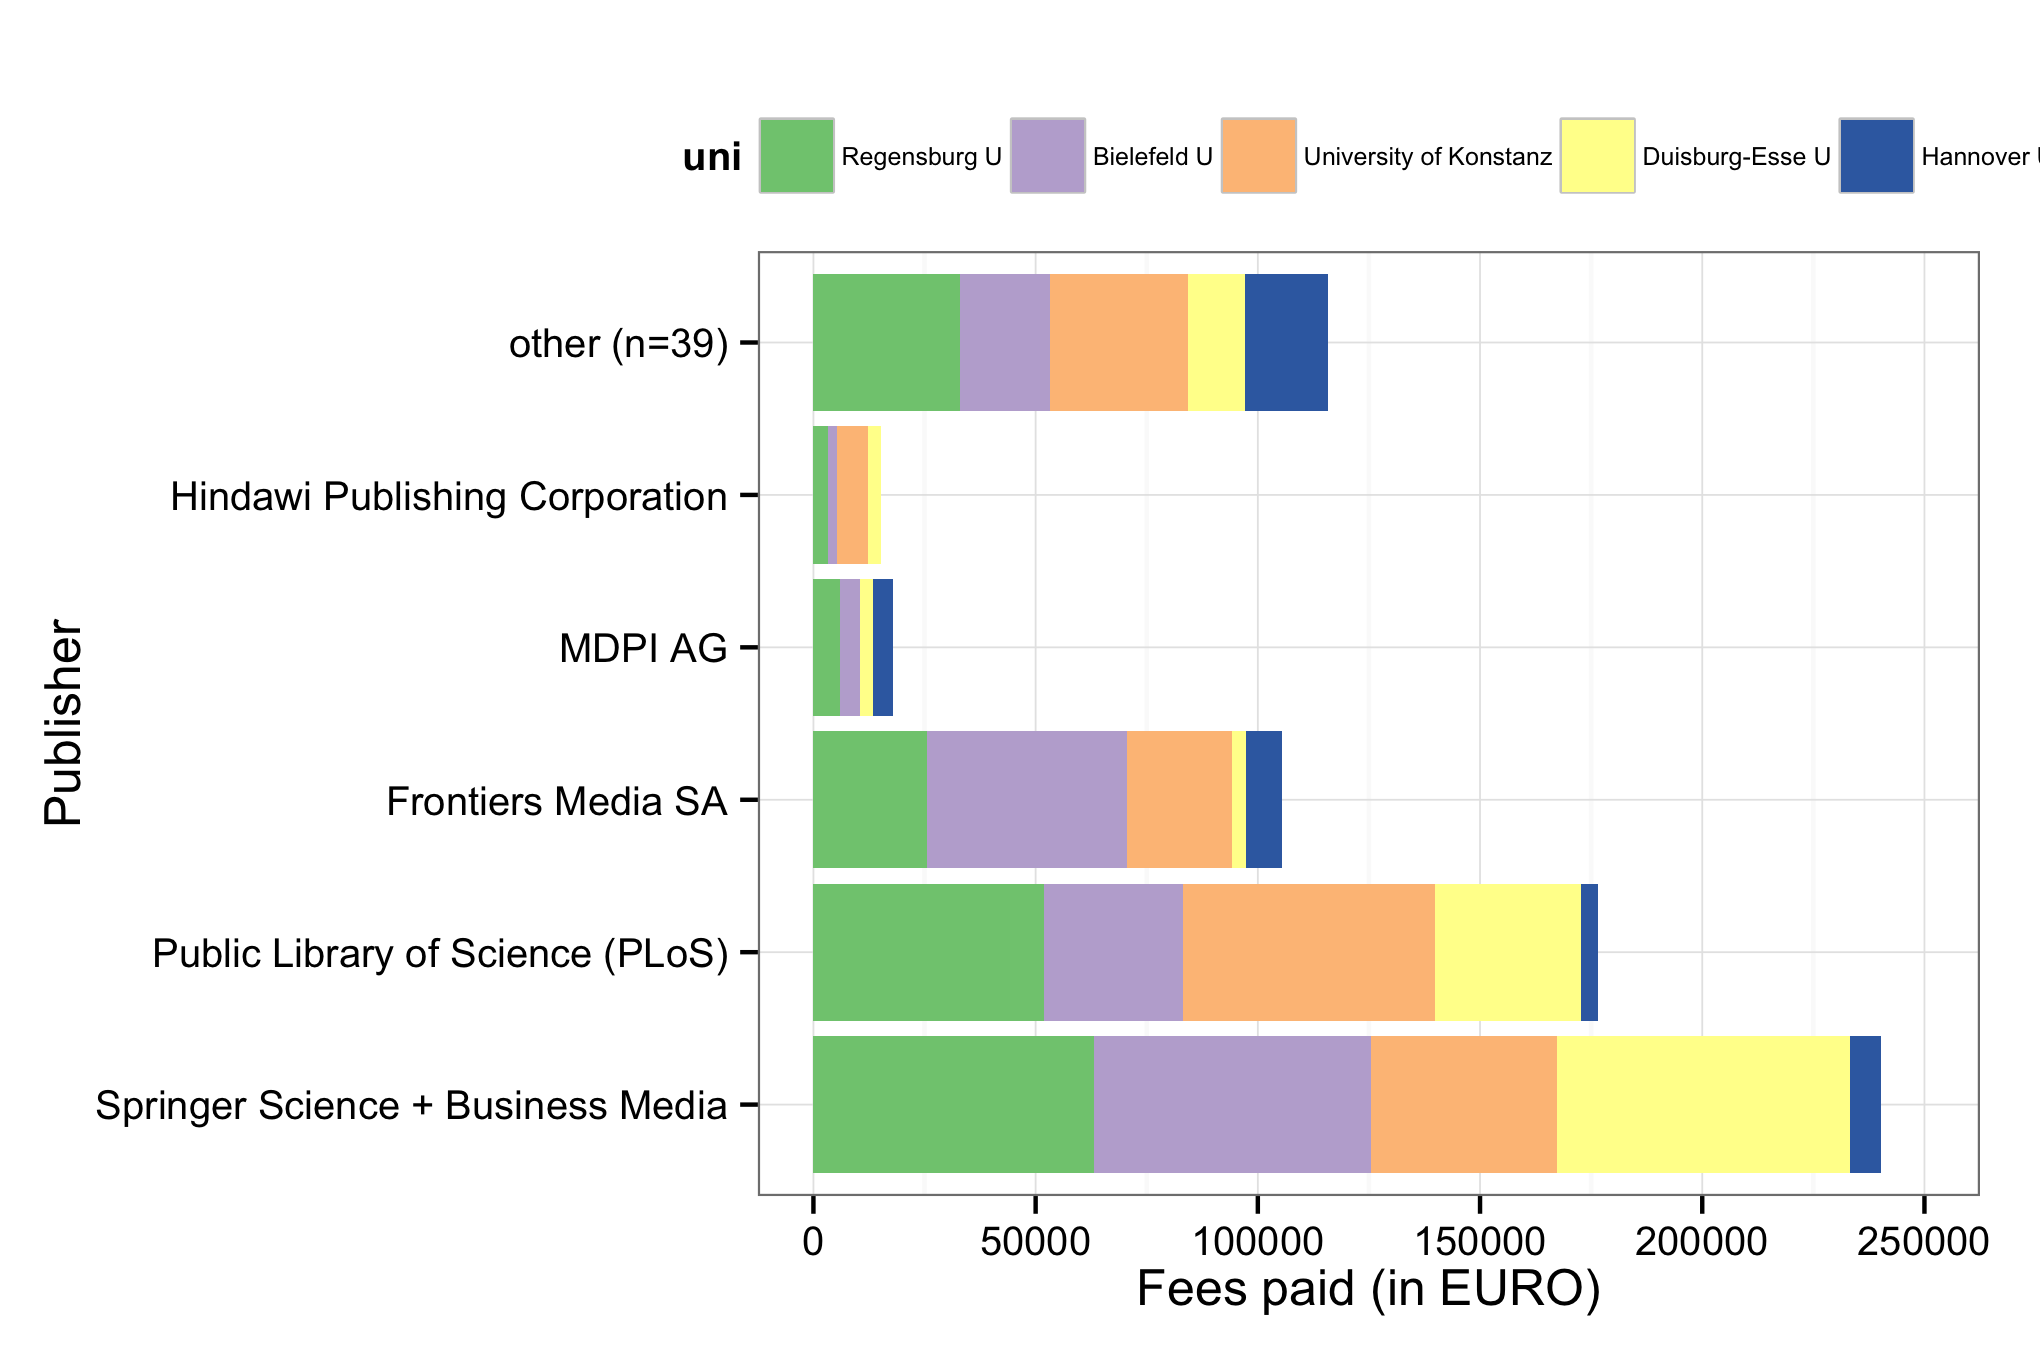 uni Regensburg U Bielefeld U University of Konstanz Duisburg-Esse U Hannover
other (n=39)
Hindawi Publishing Corporation
MDPI AG
Frontiers Media SA
Public Library of Science (PLoS)
Springer Science + Business Media
Publisher
0 50000 100000 150000 200000 250000
Fees paid (in EURO)